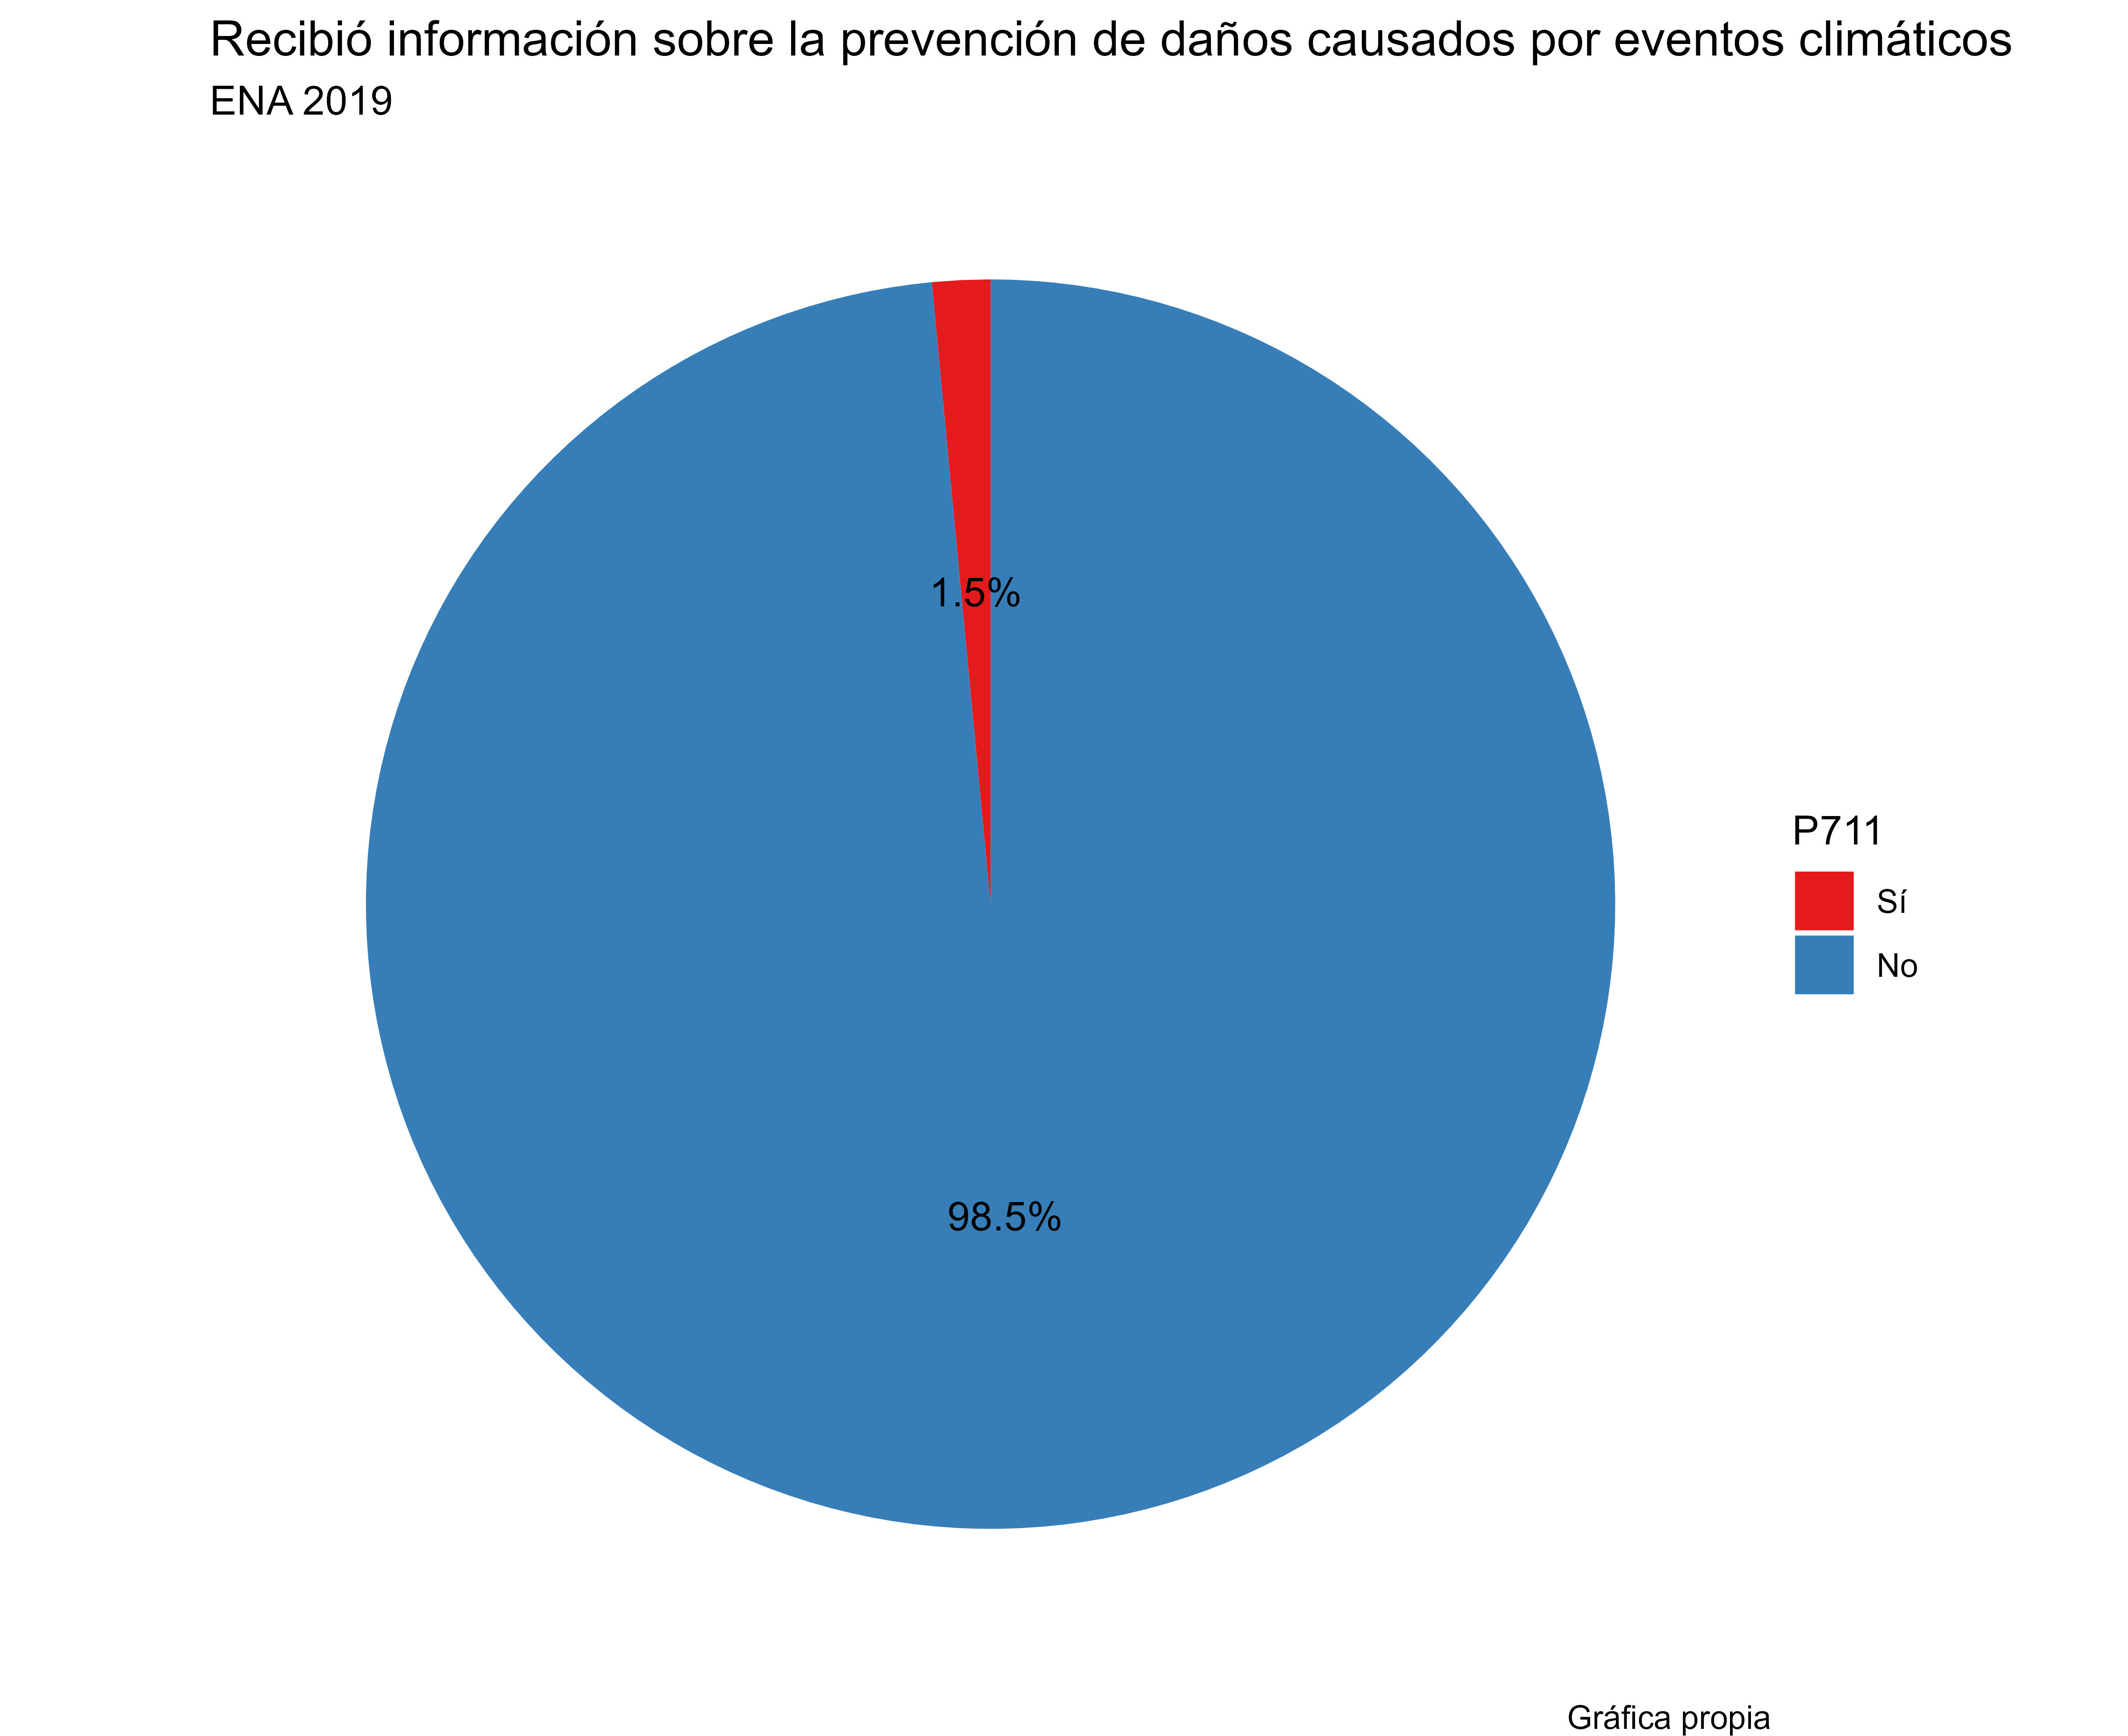 Recibió información sobre la prevención de daños causados por eventos climáticos
ENA 2019
1.5%
P711
Sí
No
98.5%
Gráfica propia